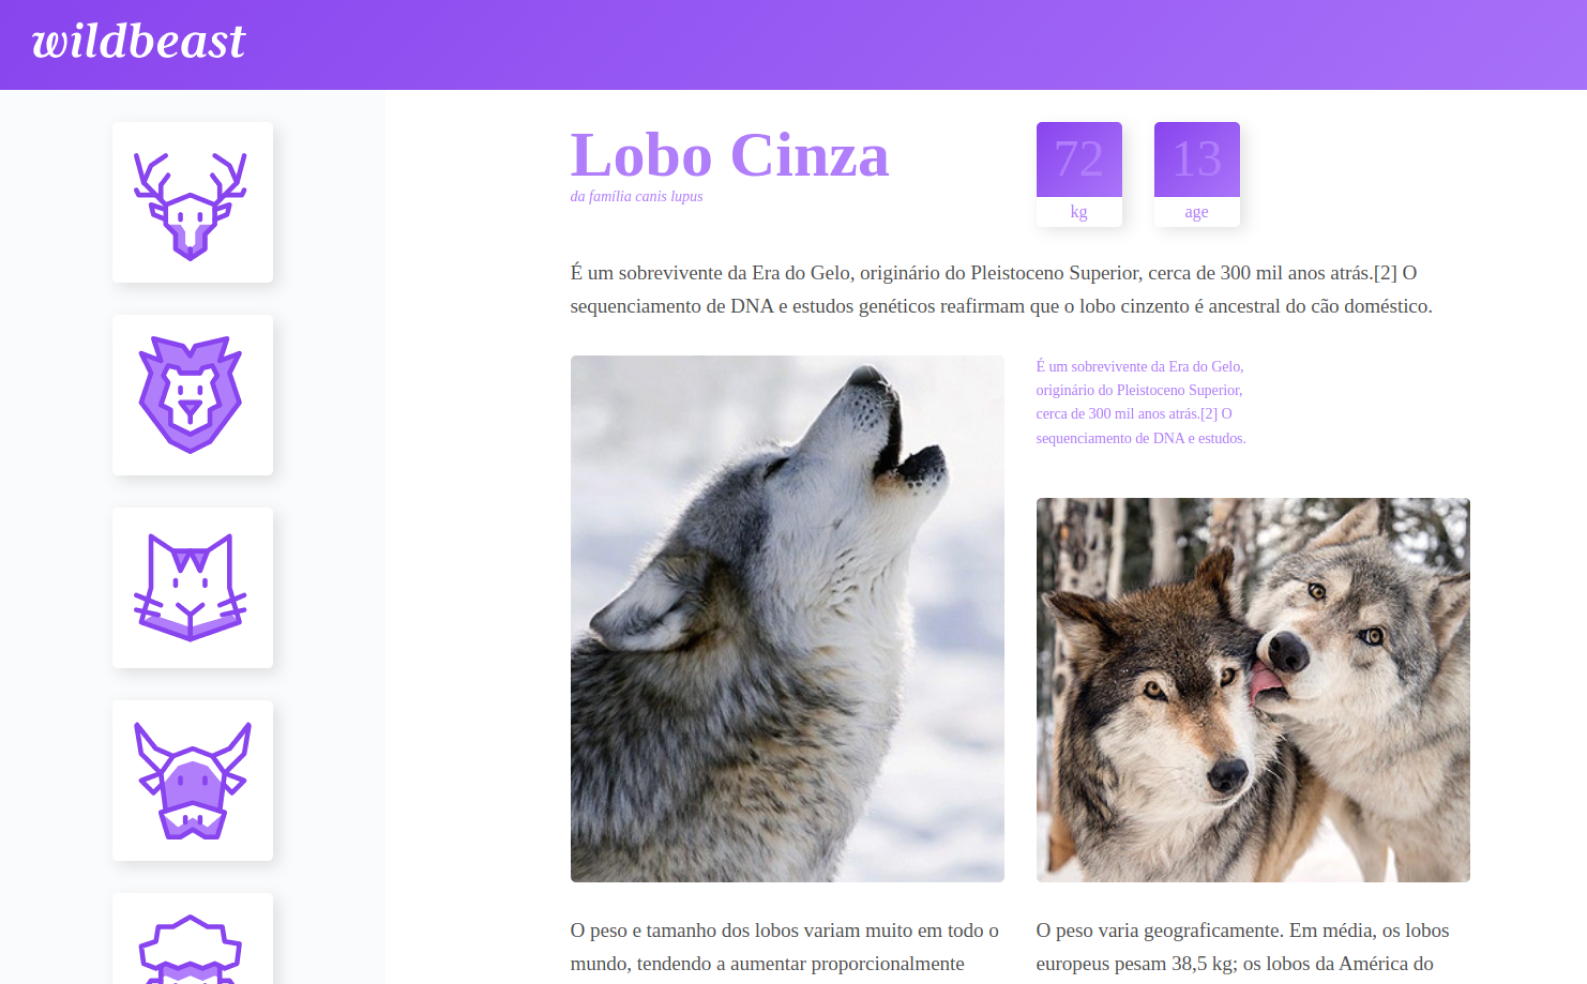 wildbeast
Lobo Cinza
da família canis lupus
72
kg
13
age
É um sobrevivente da Era do Gelo, originário do Pleistoceno Superior, cerca de 300 mil anos atrás.[2] O
sequenciamento de DNA e estudos genéticos reafirmam que o lobo cinzento é ancestral do cão doméstico.
É um sobrevivente da Era do Gelo,
originário do Pleistoceno Superior,
cerca de 300 mil anos atrás.[2] O
sequenciamento de DNA e estudos.
O peso e tamanho dos lobos variam muito em todo o
mundo, tendendo a aumentar proporcionalmente
O peso varia geograficamente. Em média, os lobos
europeus pesam 38,5 kg; os lobos da América do